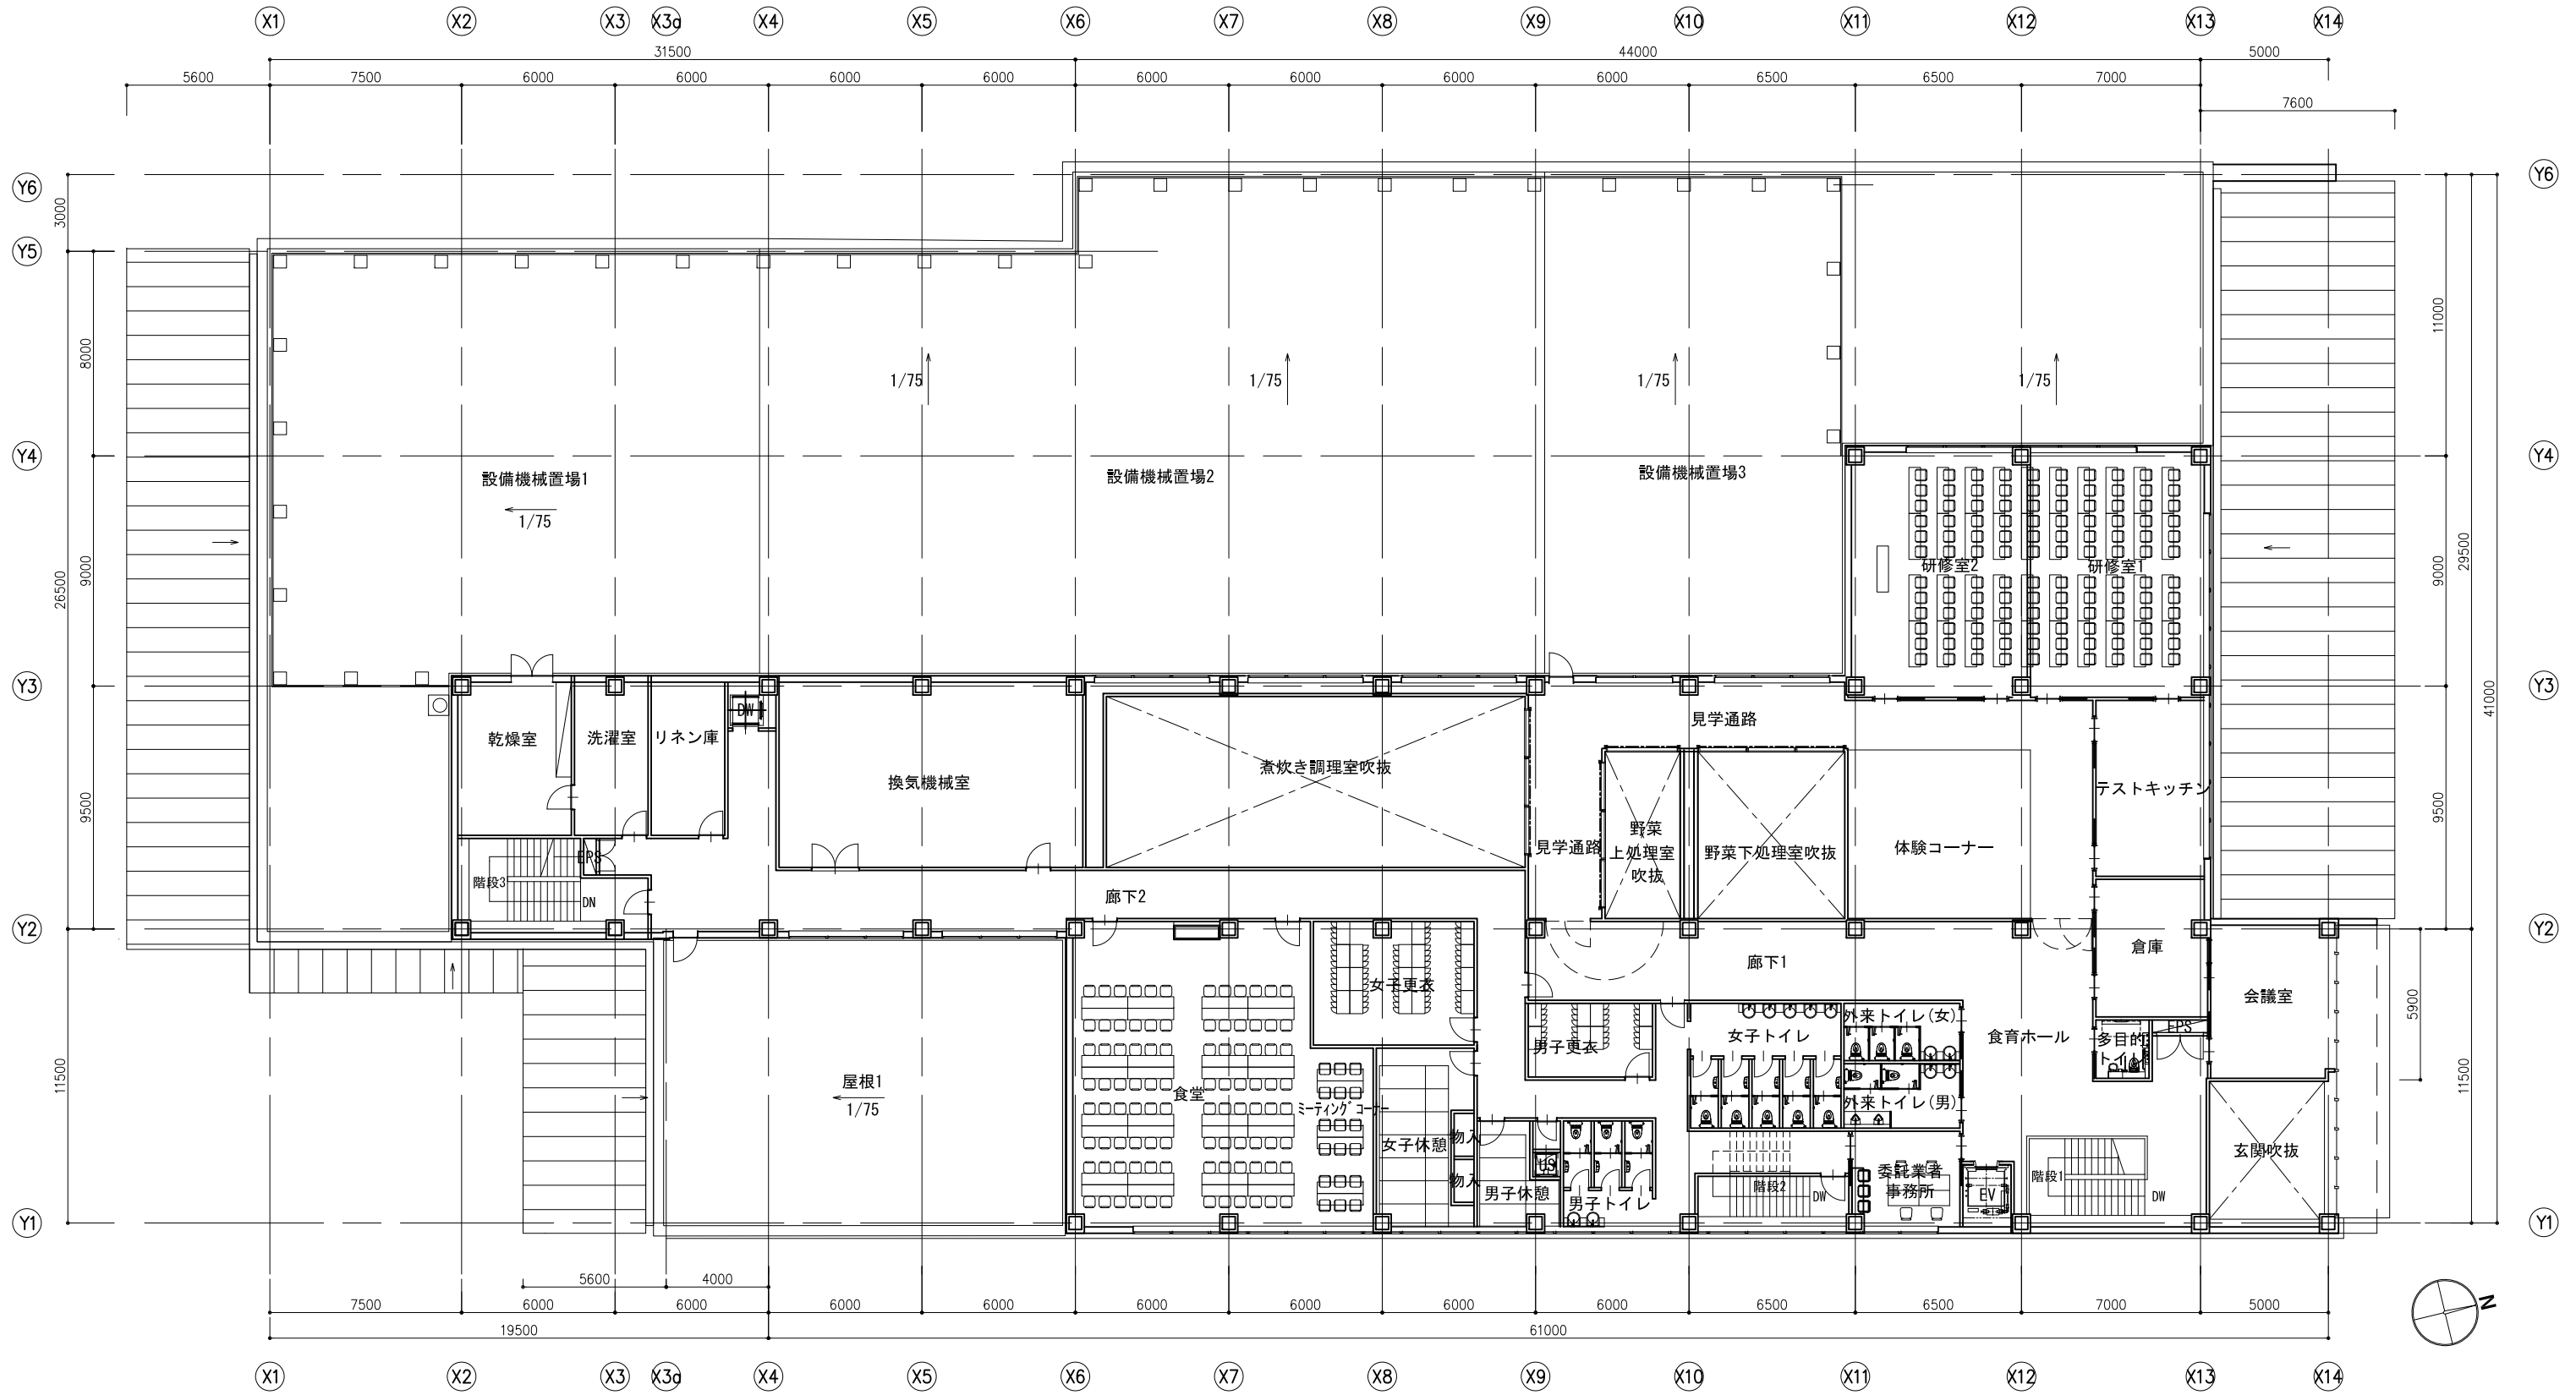 X1 X2 X3 X3a X4 X5 X6 X7 X8 X9 X10 X11 X12 X13 X14
31500 44000 5000
5600 7500 6000 6000 6000 6000 6000 6000 6000 6000 6500 6500 7000
7600
Y6 Y6
3000
Y5
8000
11000
1/75 1/75 1/75 1/75
Y4 Y4
設備機械置場1 設備機械置場2 設備機械置場3
1/75
研修室2 研修室1
26500 9000 9000 29500
Y3 Y3
41000
DW
見学通路
乾燥室 洗濯室 リネン庫
換気機械室
煮炊き調理室吹抜
テストキッチン
9500 9500
野菜
上処理室
吹抜
見学通路
野菜下処理室吹抜
体験コーナー
EPS
階段3
DN
廊下2
Y2 Y2
倉庫
廊下1
女子更衣
会議室
5900
外来トイレ(女)
女子トイレ
食育ホール
EPS
多目的
トイレ
男子更衣
屋根1
1/75
食堂
ミーティングコーナー
外来トイレ(男)
11500 11500
女子休憩
物入
物入
US
男子休憩
男子トイレ
階段2
DW
委託業者
事務所
EV
階段1
DW
玄関吹抜
Y1 Y1
5600 4000
7500 6000 6000 6000 6000 6000 6000 6000 6000 6500 6500 7000 5000
19500 61000
N
X1 X2 X3 X3a X4 X5 X6 X7 X8 X9 X10 X11 X12 X13 X14